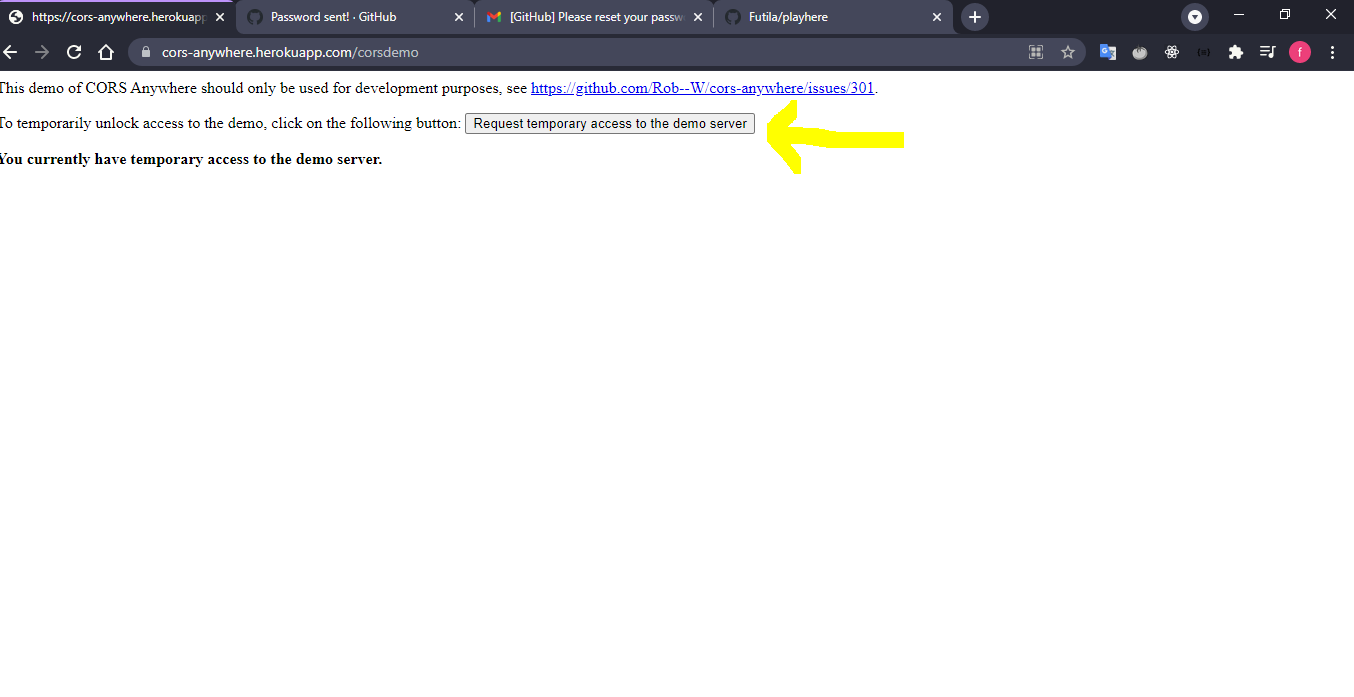 https://cors-anywhere.herokuapp
Password sent! · GitHub
[GitHub] Please reset your passw
Futila/playhere
cors-anywhere.herokuapp.com/corsdemo
f
This demo of CORS Anywhere should only be used for development purposes, see https://github.com/Rob--W/cors-anywhere/issues/301.
To temporarily unlock access to the demo, click on the following button: Request temporary access to the demo server
You currently have temporary access to the demo server.